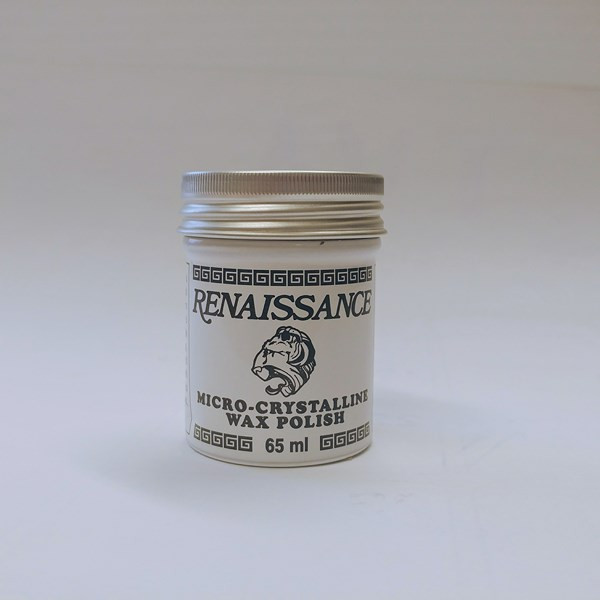 RENAISSANCE
MICRO-CRYSTALLINE
WAX POLISH
65 ml